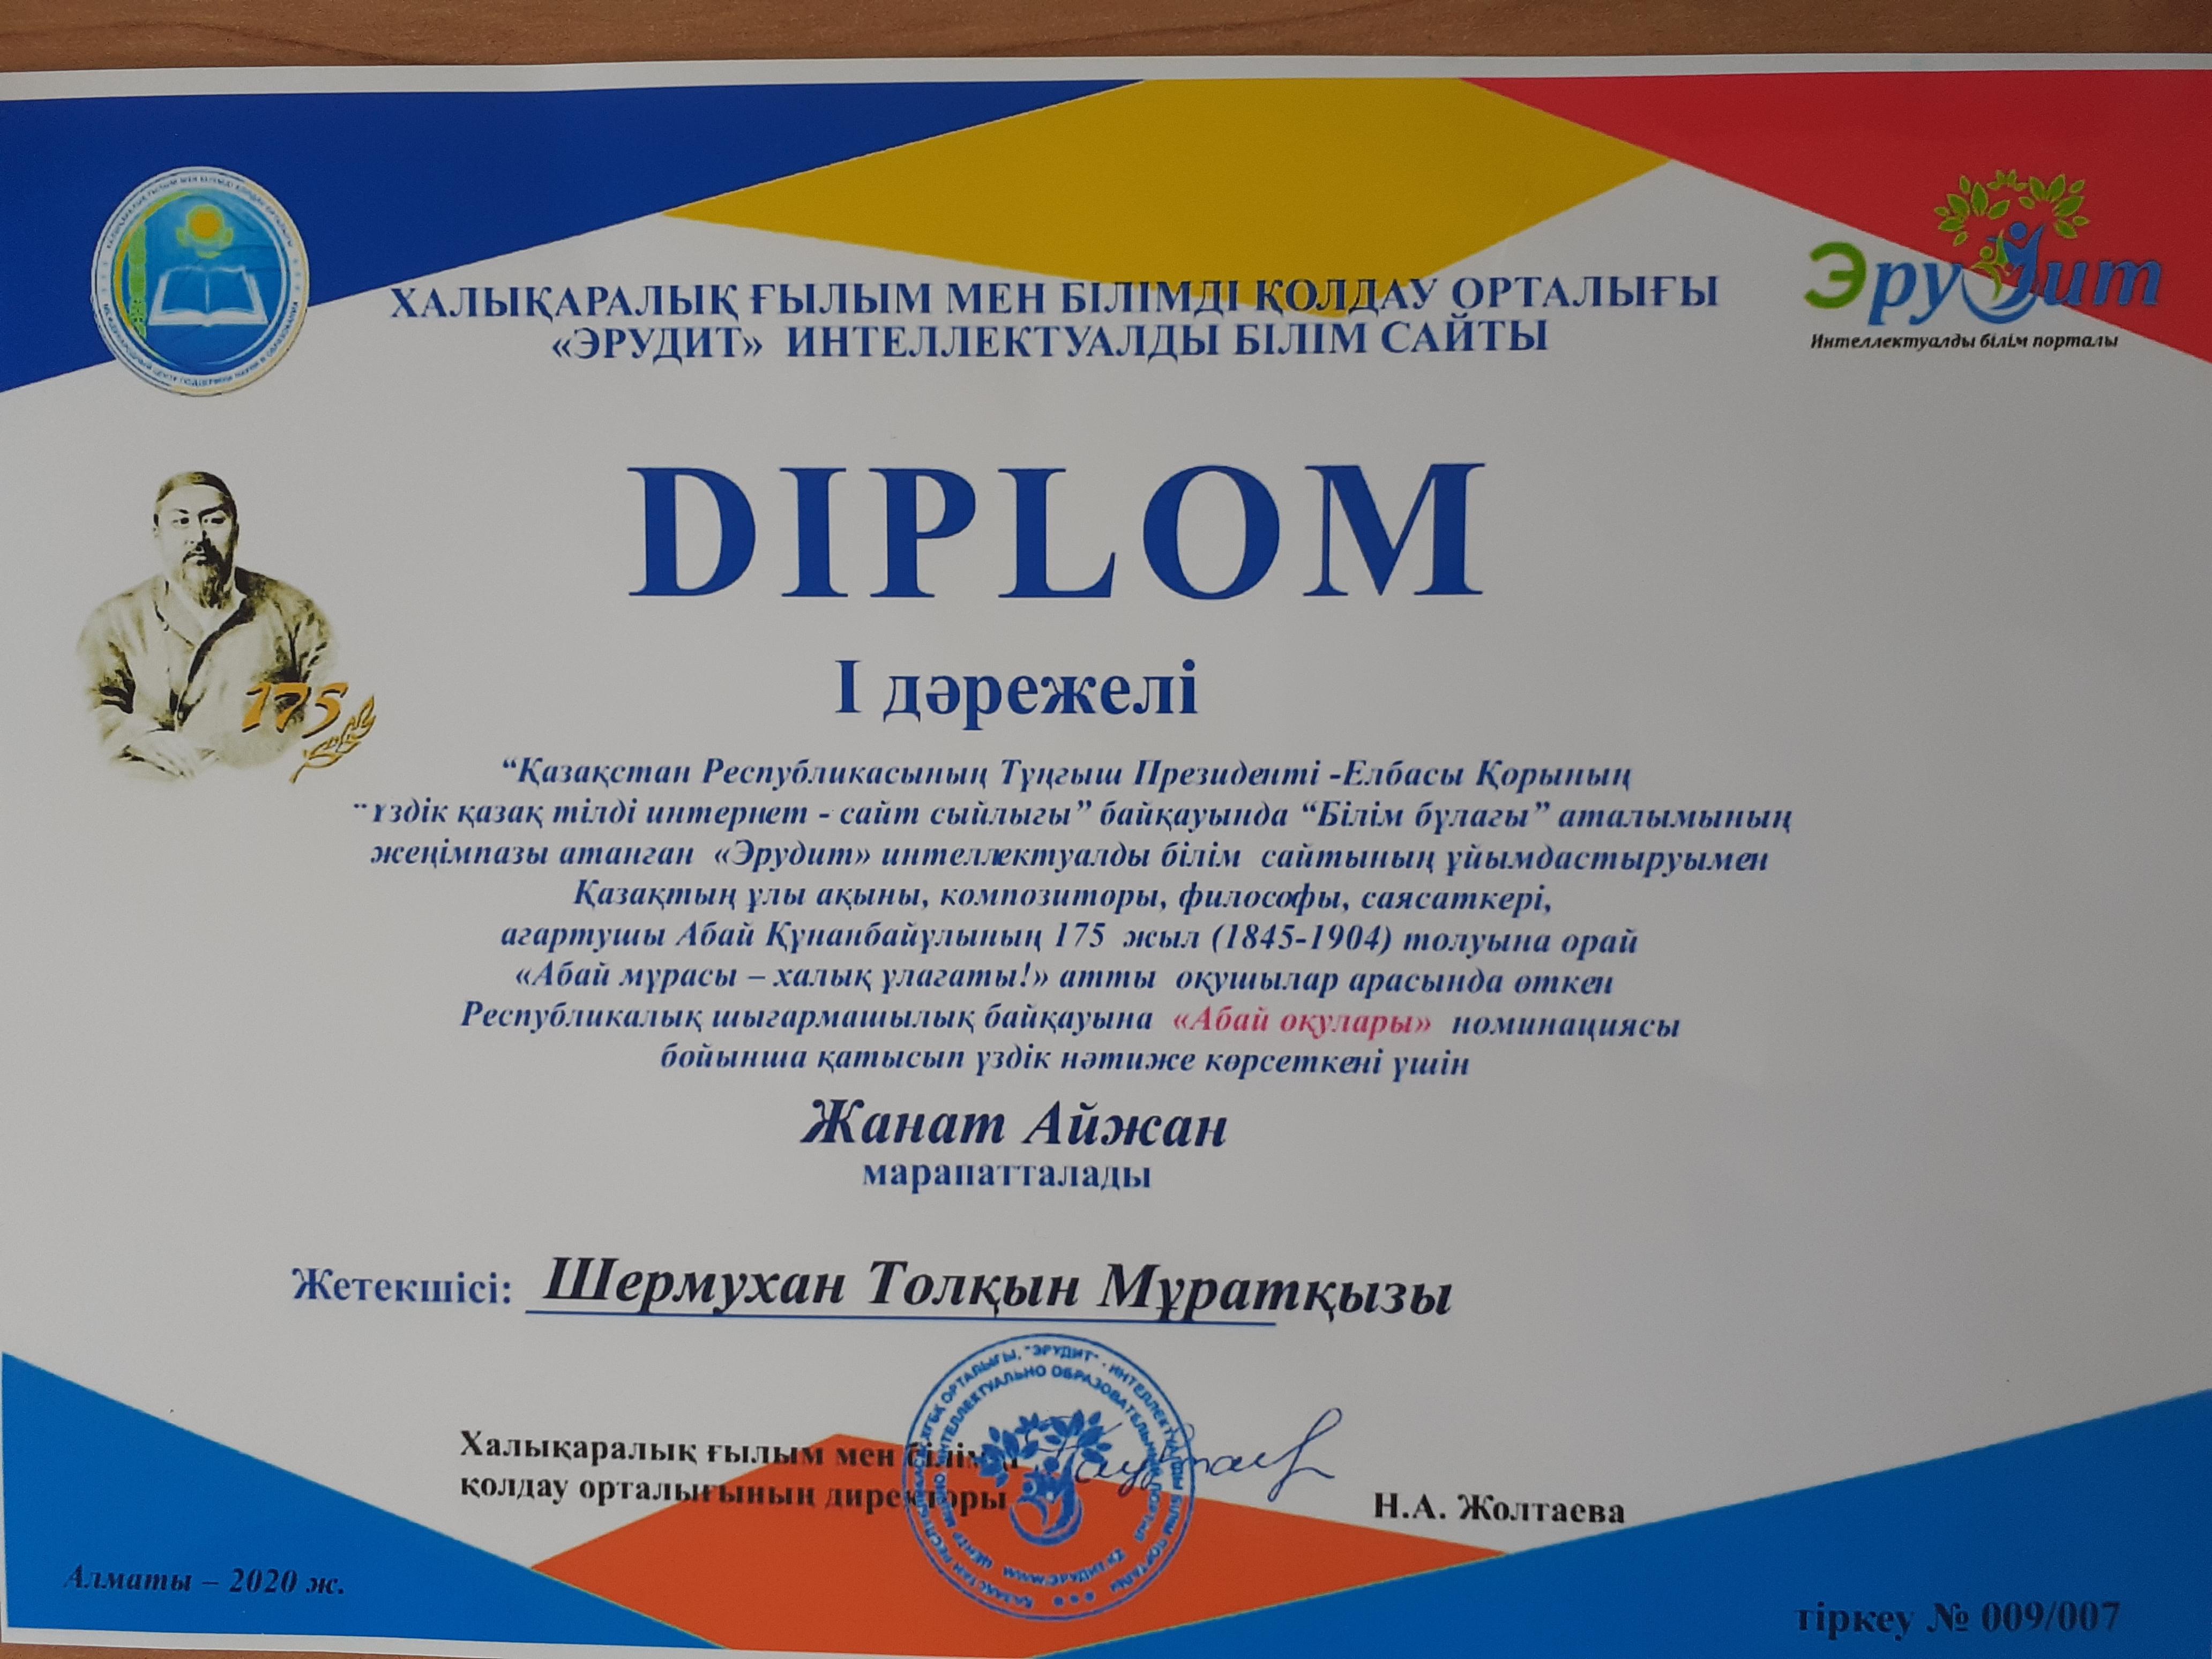 ХАЛЫҚАРАЛЫҚ ҒЫЛЫМ МЕН БІЛІМДІ ҚОЛДАУ ОРТАЛЫҒЫ
«ЭРУДИТ» ИНТЕЛЛЕКТУАЛДЫ БІЛІМ САЙТЫ
Эрудит
Интеллектуалды білім порталы
DIPLOM
І дәрежелі
175
“Қазақстан Республикасының Тұңғыш Президенті -Елбасы Қорының
қазақ тілді интернет - сайт сыйлығы” байқауында “Білім бұлағы” аталымының
жеңімпазы атанған «Эрудит» интеллектуалды білім сайтының ұйымдастыруымен
Қазақтың ұлы ақыны, композиторы, философы, саясаткері,
ағартушы Абай Құнанбайұлының 175 жыл (1845-1904) толуына орай
«Абай мұрасы – халық ұлағаты!» атты оқушылар арасында өткен
Республикалық шығармашылық байқауына «Абай оқулары» номинациясы
бойынша қатысып үздік нәтиже көрсеткені үшін
Жанат Айжан
марапатталады
Жетекшісі: Шермухан Толқын Мұратқызы
Халықаралық ғылым мен білімді
қолдау орталығының директоры
Н.А. Жолтаева
Алматы – 2020 ж.
тіркеу № 009/007